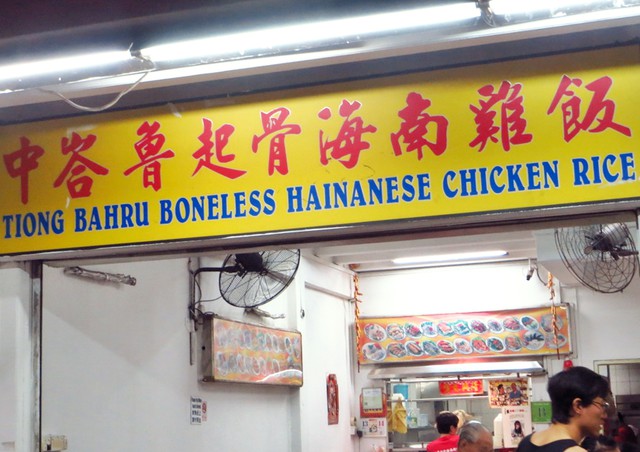 中峇魯起骨海南雞飯
TIONG BAHRU BONELESS HAINANESE CHICKEN RICE